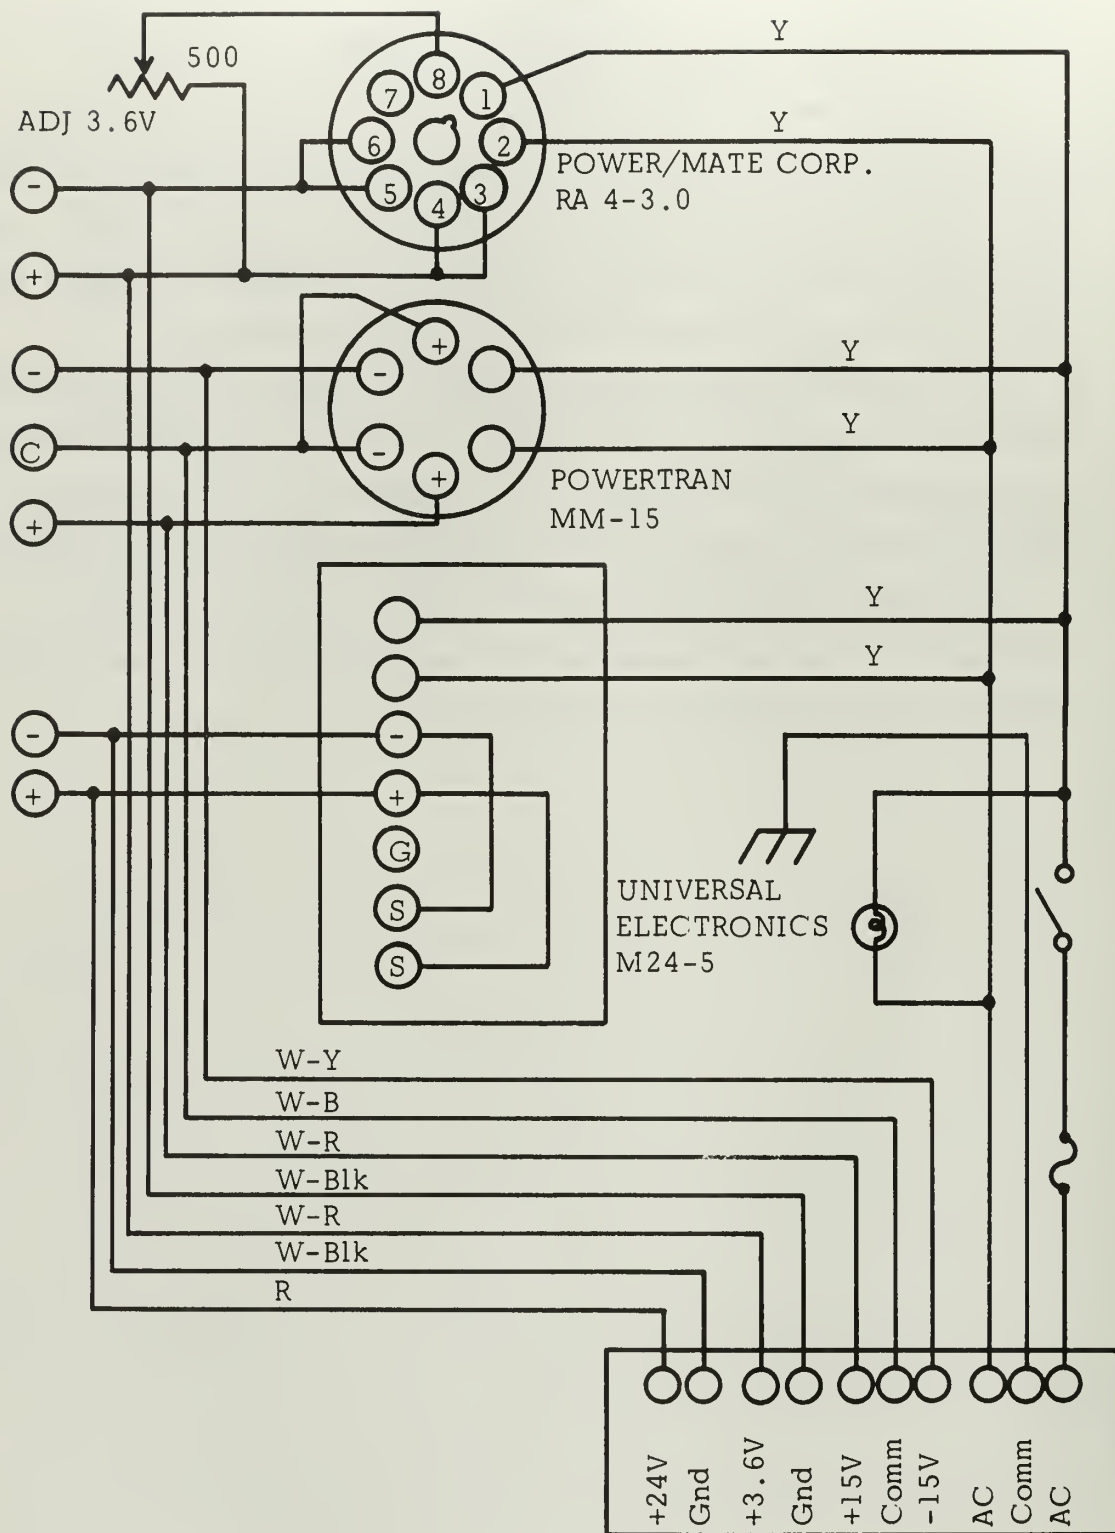 Y
500
8
7
1
ADJ 3.6V
Y
6
2
POWER/MATE CORP.
-
5
4
3
RA 4-3.0
+
+
Y
-
-
Y
C
-
+
POWERTRAN
+
MM-15
Y
Y
-
-
+
+
G
UNIVERSAL
S
ELECTRONICS
S
M24-5
W-Y
W-B
W-R
W-Blk
W-R
W-Blk
R
+24V
Gnd
+3.6V
Gnd
+15V
Comm
-15V
AC
Comm
AC